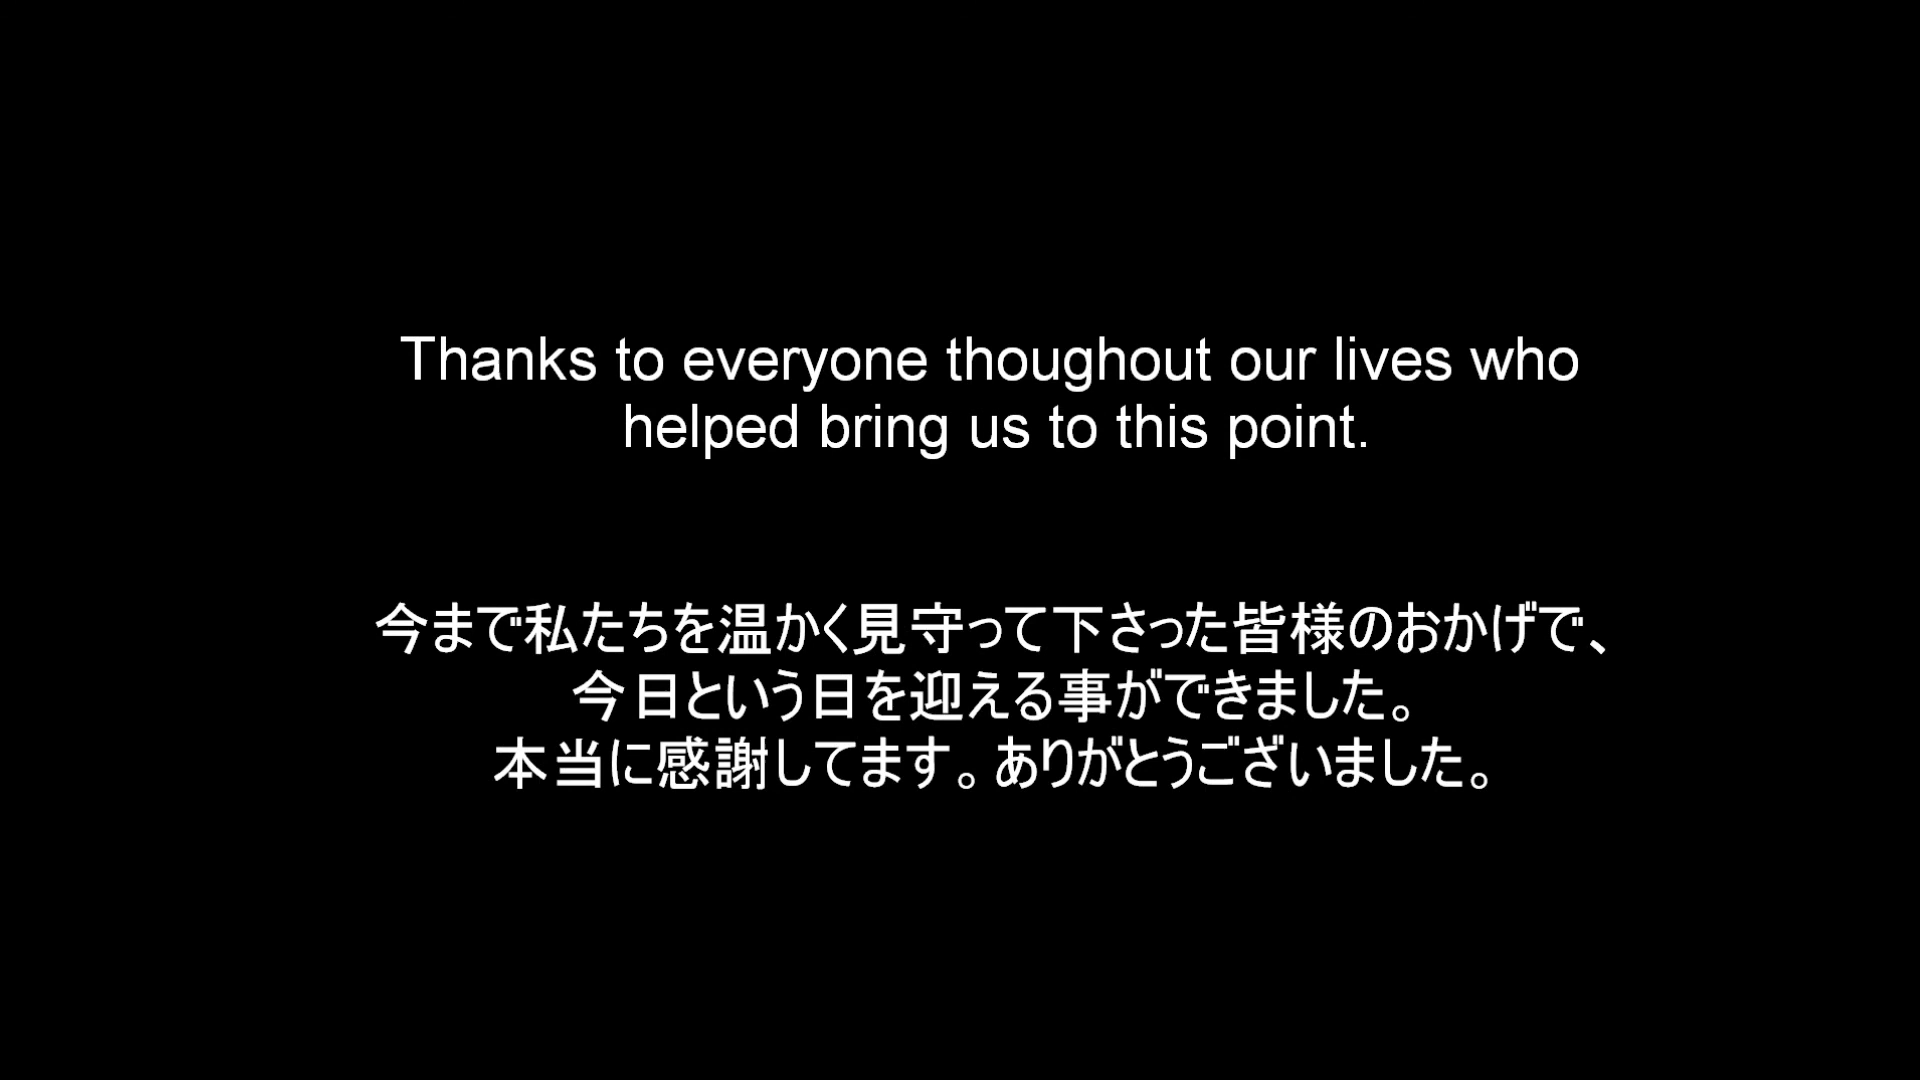 Thanks to everyone thoughout our lives who
helped bring us to this point.
今まで私たちを温かく見守って下さった皆様のおかげで、
今日という日を迎える事ができました。
本当に感謝してます。ありがとうございました。